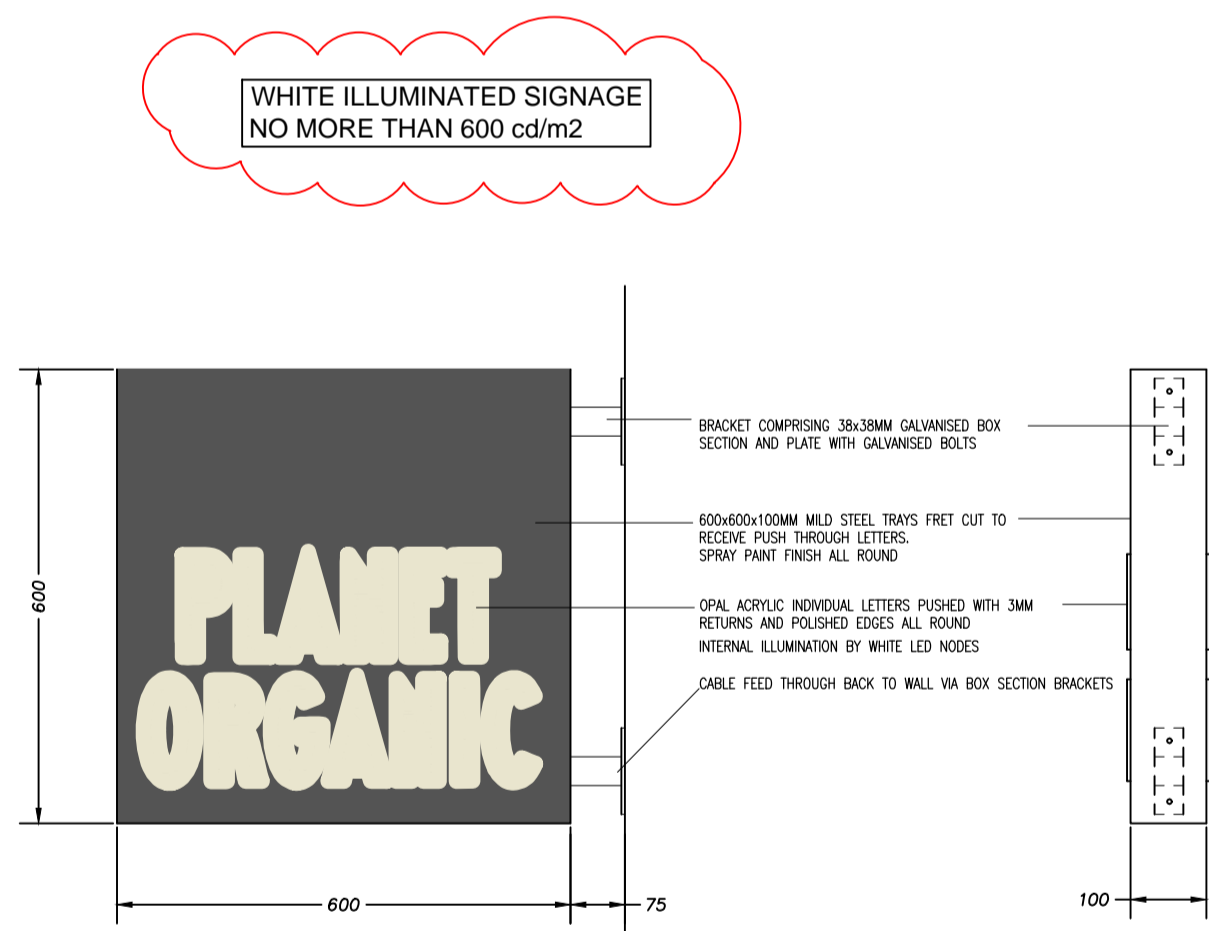 WHITE ILLUMINATED SIGNAGE
NO MORE THAN 600 cd/m2
BRACKET COMPRISING 38x38MM GALVANISED BOX
SECTION AND PLATE WITH GALVANISED BOLTS
600x600x100MM MILD STEEL TRAYS FRET CUT TO
RECEIVE PUSH THROUGH LETTERS.
SPRAY PAINT FINISH ALL ROUND
600
PLANET
ORGANIC
OPAL ACRYLIC INDIVIDUAL LETTERS PUSHED WITH 3MM
RETURNS AND POLISHED EDGES ALL ROUND
INTERNAL ILLUMINATION BY WHITE LED NODES
CABLE FEED THROUGH BACK TO WALL VIA BOX SECTION BRACKETS
600
75
100